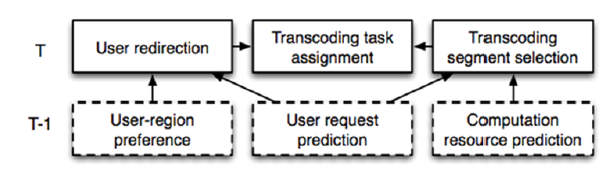 T
User redirection
Transcoding task
assignment
Transcoding
segment selection
T-1
User-region
preference
User request
prediction
Computation
resource prediction